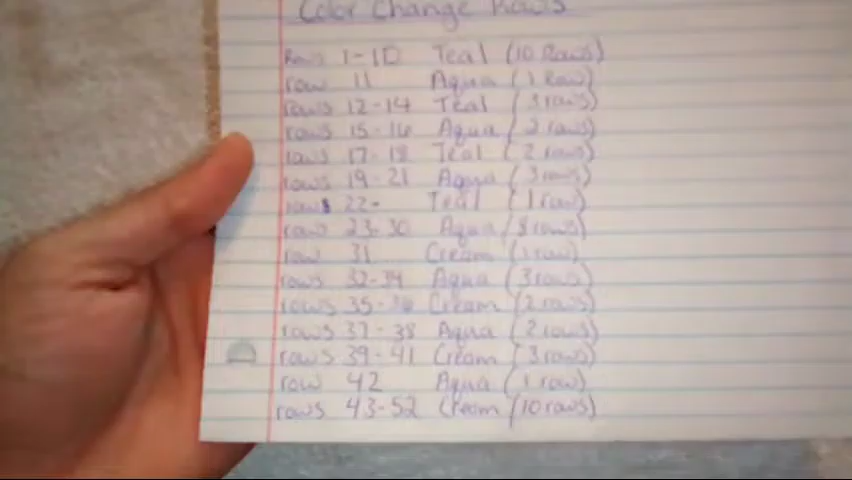 Color Change Rows
Rows 1-10 Teal (10 Rows)
row 11 Aqua (1 Row)
rows 12-14 Teal (3 rows)
rows 15-16 Aqua (2 rows)
rows 17-18 Teal (2 rows)
rows 19-21 Aqua (3 rows)
rows 22- Teal (1 row)
rows 23-30 Aqua (8 rows)
row 31 Cream (1 row)
rows 32-34 Aqua (3 rows)
rows 35-36 Cream (2 rows)
rows 37-38 Aqua (2 rows)
rows 39-41 Cream (3 rows)
row 42 Aqua (1 row)
rows 43-52 Cream (10 rows)